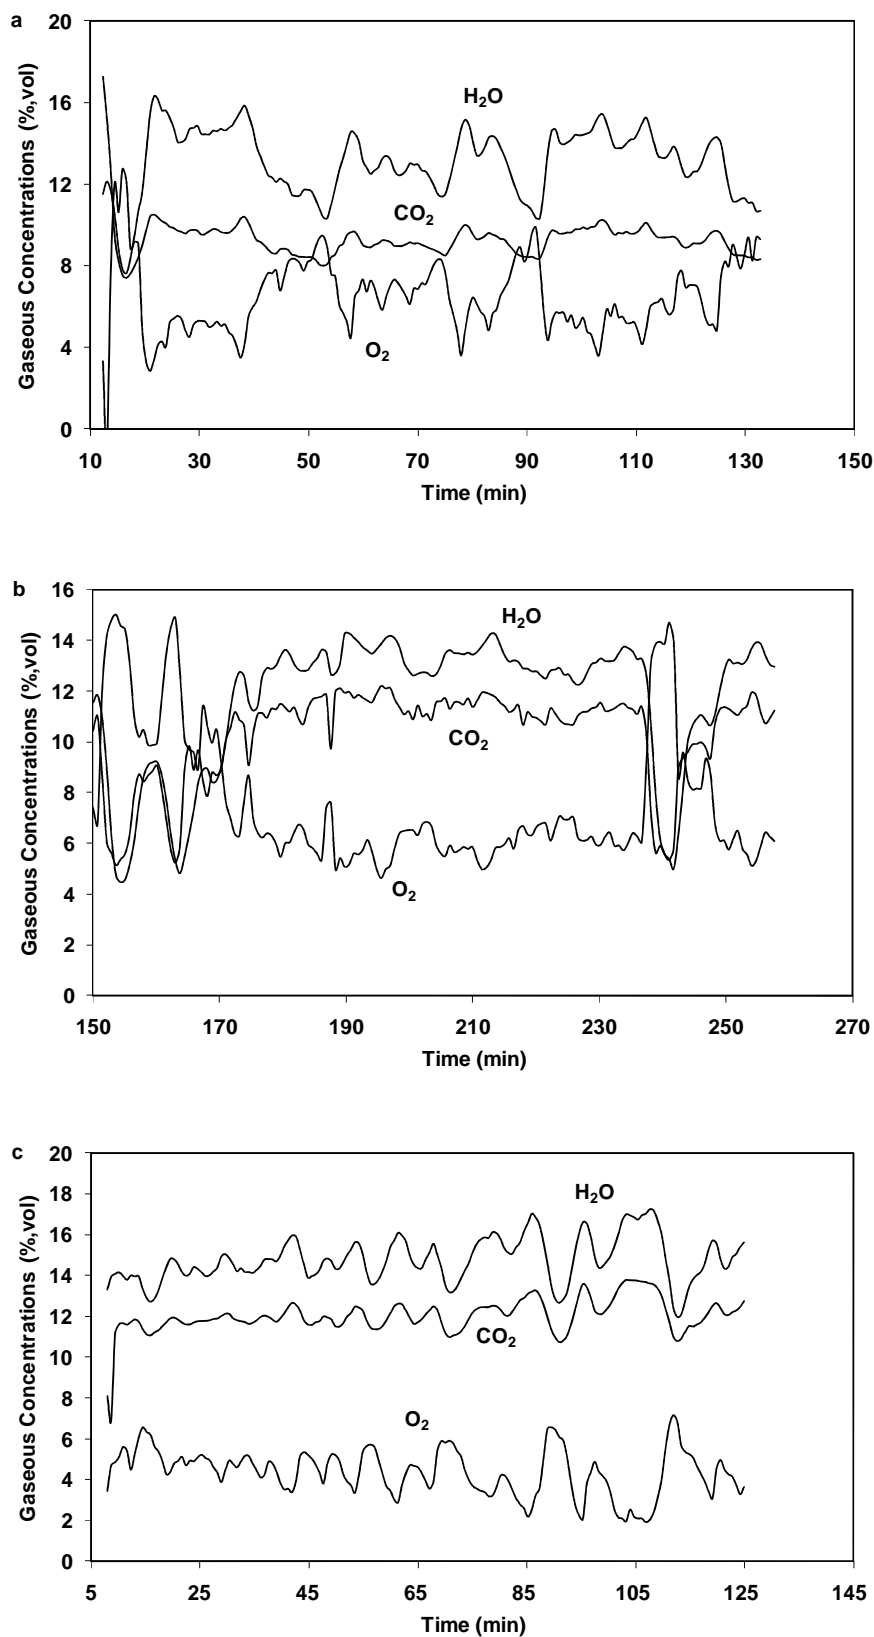 a
20
16
12
8
4
0
Gaseous Concentrations (%,vol)
H₂O
CO₂
O₂
10 30 50 70 90 110 130 150
Time (min)
b
16
14
12
10
8
6
4
2
0
Gaseous Concentrations (%,vol)
H₂O
CO₂
O₂
150 170 190 210 230 250 270
Time (min)
c
20
18
16
14
12
10
8
6
4
2
0
Gaseous Concentrations (%,vol)
H₂O
CO₂
O₂
5 25 45 65 85 105 125 145
Time (min)